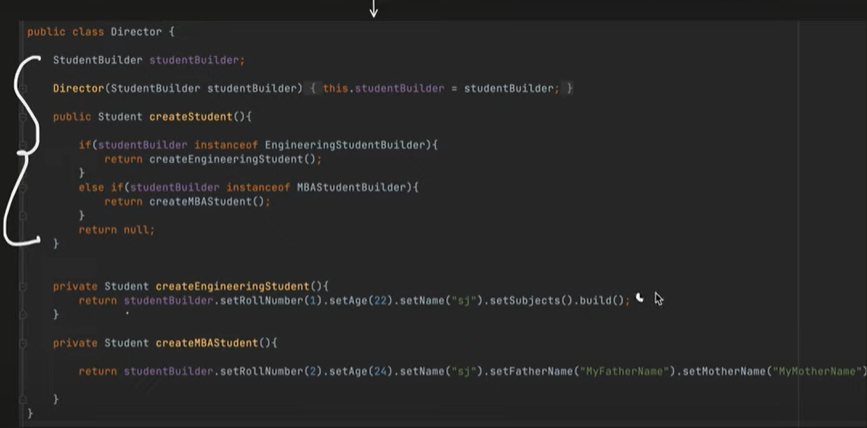 public class Director {
StudentBuilder studentBuilder;
Director(StudentBuilder studentBuilder) { this.studentBuilder = studentBuilder; }
public Student createStudent(){
if(studentBuilder instanceof EngineeringStudentBuilder){
return createEngineeringStudent();
}
else if(studentBuilder instanceof MBAStudentBuilder){
return createMBAStudent();
}
return null;
}
private Student createEngineeringStudent(){
return studentBuilder.setRollNumber(1).setAge(22).setName("sj").setSubjects().build();
}
private Student createMBAStudent(){
return studentBuilder.setRollNumber(2).setAge(24).setName("sj").setFatherName("MyFatherName").setMotherName("MyMotherName")
}
}